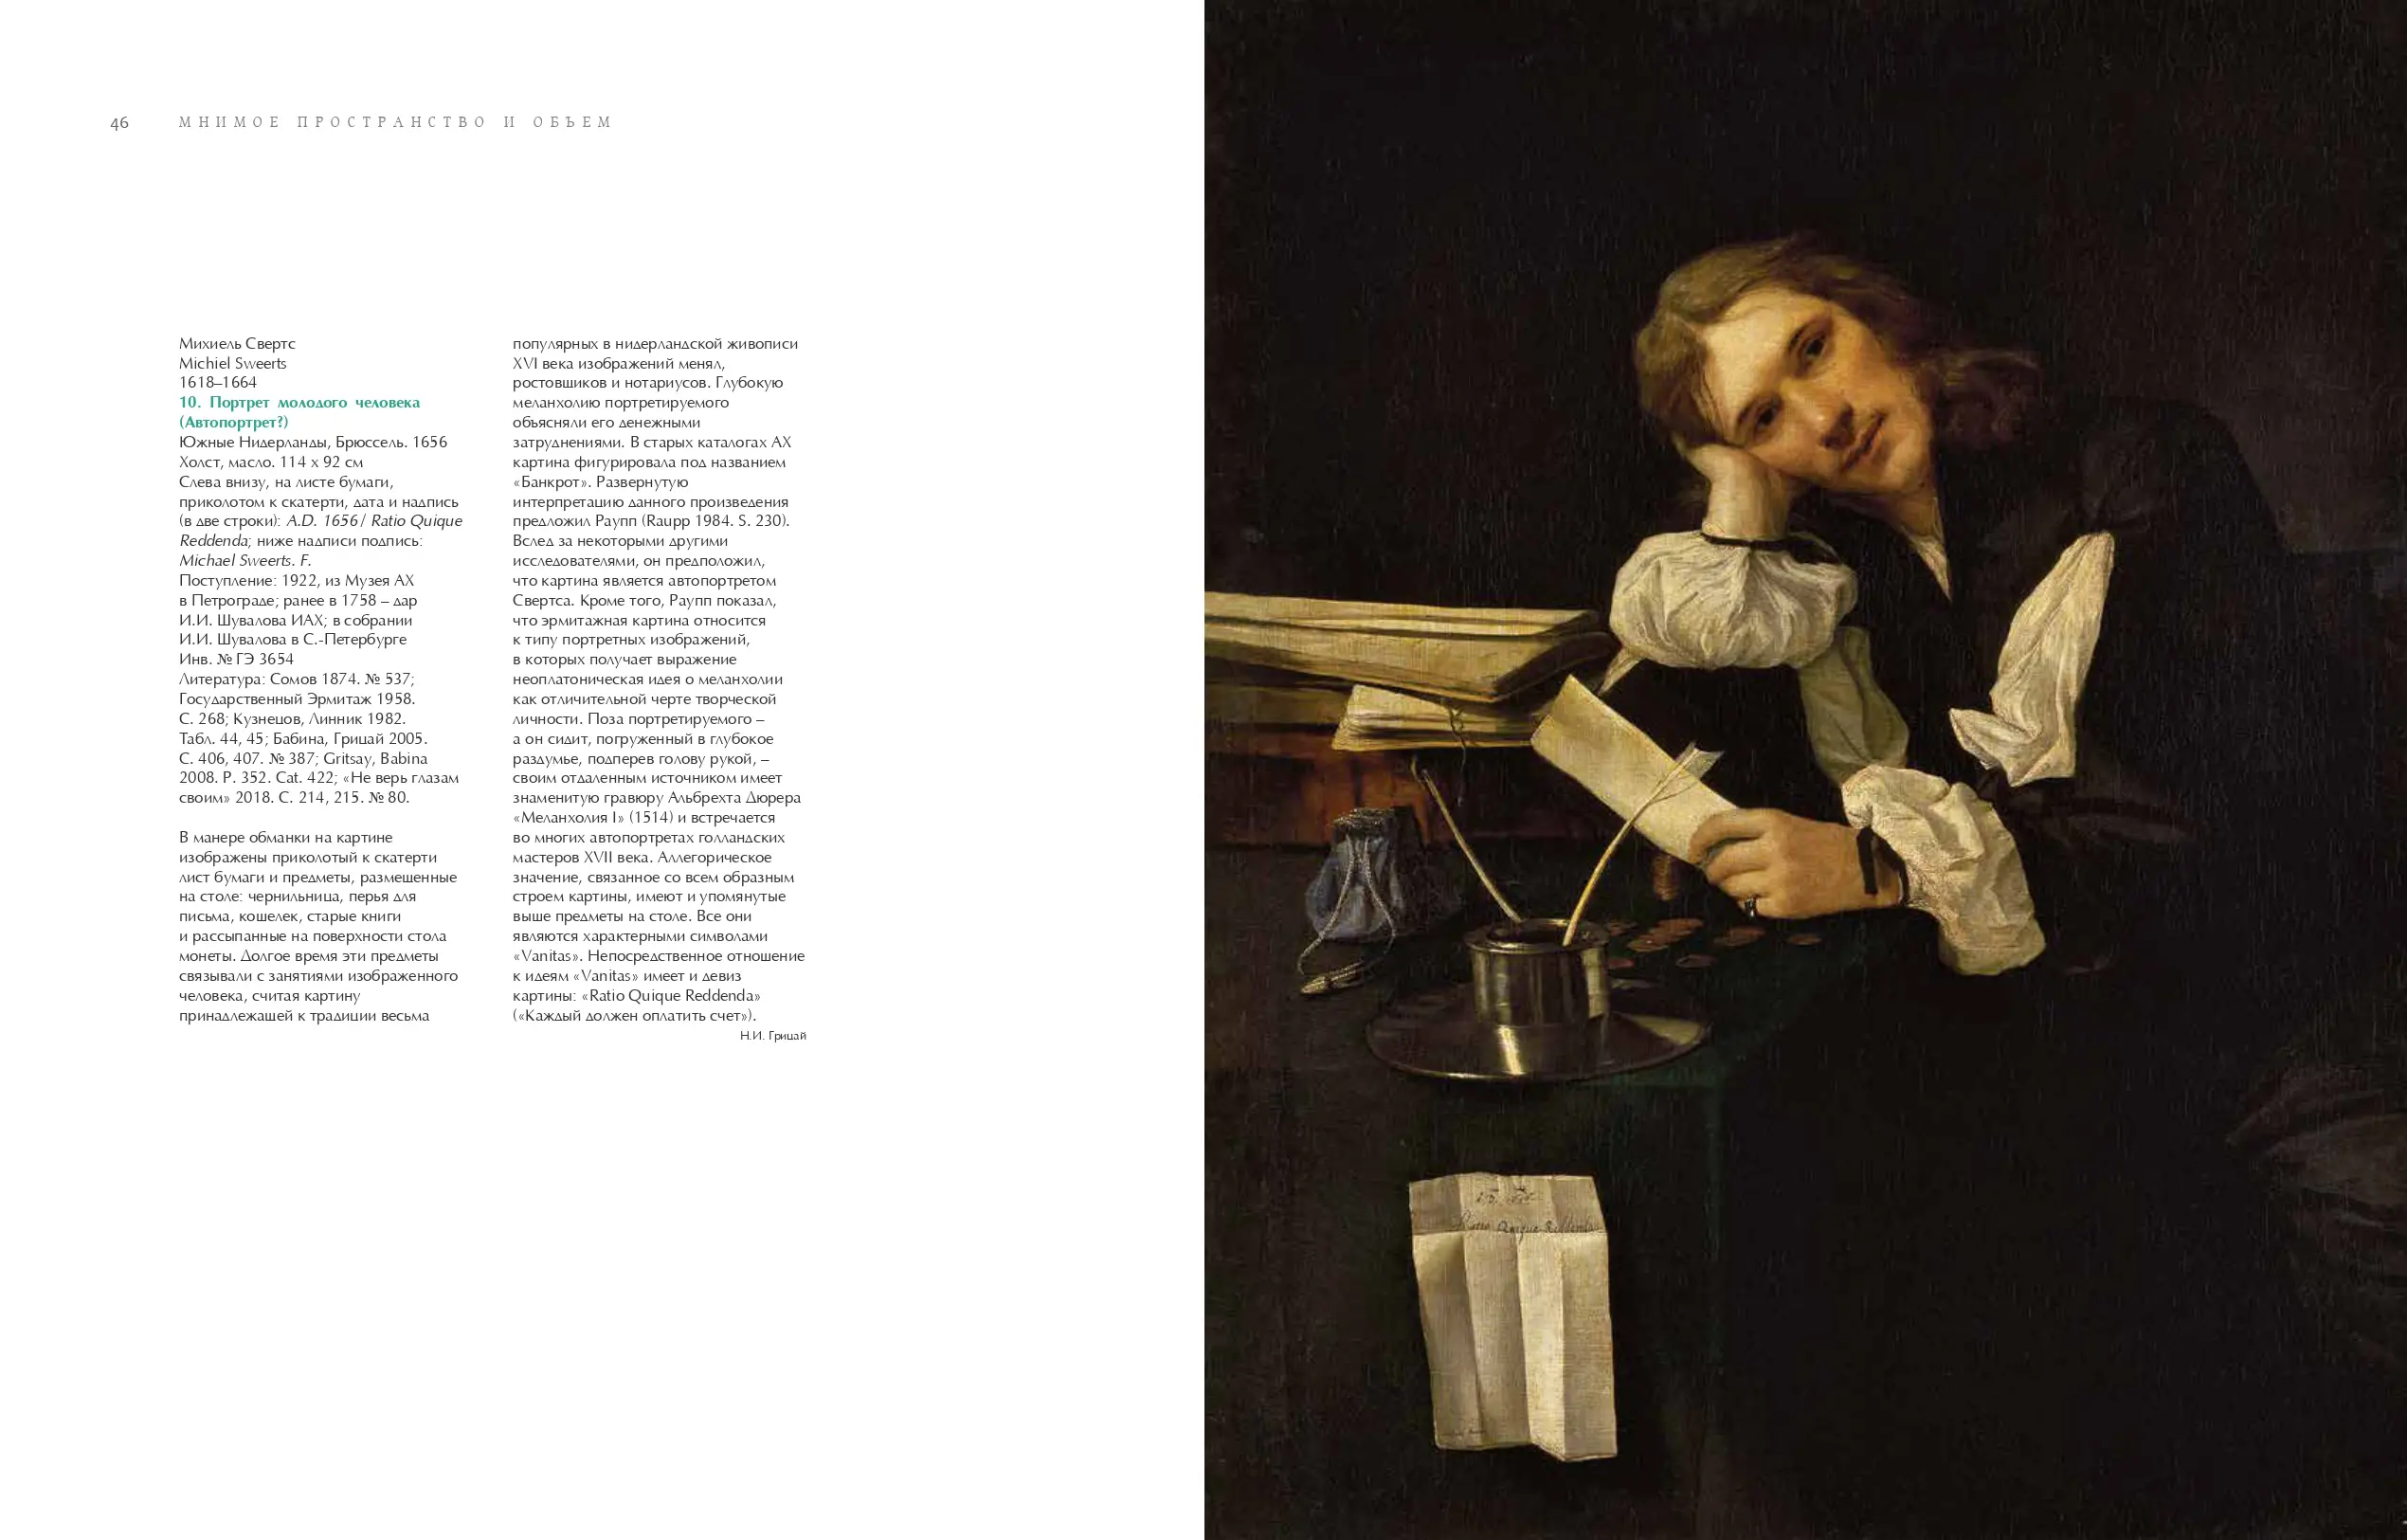 46 МНИМОЕ ПРОСТРАНСТВО И ОБЪЕМ
Михиель Свертс
Michiel Sweerts
1618–1664
10. Портрет молодого человека
(Автопортрет?)
Южные Нидерланды, Брюссель. 1656
Холст, масло. 114 x 92 см
Слева внизу, на листе бумаги,
приколотом к скатерти, дата и надпись
(в две строки): A.D. 1656 / Ratio Quique
Reddenda; ниже надписи подпись:
Michael Sweerts. F.
Поступление: 1922, из Музея АХ
в Петрограде; ранее в 1758 – дар
И.И. Шувалова ИАХ; в собрании
И.И. Шувалова в С.-Петербурге
Инв. № ГЭ 3654
Литература: Сомов 1874. № 537;
Государственный Эрмитаж 1958.
С. 268; Кузнецов, Линник 1982.
Табл. 44, 45; Бабина, Грицай 2005.
С. 406, 407. № 387; Gritsay, Babina
2008. P. 352. Cat. 422; «Не верь глазам
своим» 2018. С. 214, 215. № 80.
В манере обманки на картине
изображены приколотый к скатерти
лист бумаги и предметы, размещенные
на столе: чернильница, перья для
письма, кошелек, старые книги
и рассыпанные на поверхности стола
монеты. Долгое время эти предметы
связывали с занятиями изображенного
человека, считая картину
принадлежащей к традиции весьма
популярных в нидерландской живописи
XVI века изображений менял,
ростовщиков и нотариусов. Глубокую
меланхолию портретируемого
объясняли его денежными
затруднениями. В старых каталогах АХ
картина фигурировала под названием
«Банкрот». Развернутую
интерпретацию данного произведения
предложил Раупп (Raupp 1984. S. 230).
Вслед за некоторыми другими
исследователями, он предположил,
что картина является автопортретом
Свертса. Кроме того, Раупп показал,
что эрмитажная картина относится
к типу портретных изображений,
в которых получает выражение
неоплатоническая идея о меланхолии
как отличительной черте творческой
личности. Поза портретируемого –
а он сидит, погруженный в глубокое
раздумье, подперев голову рукой, –
своим отдаленным источником имеет
знаменитую гравюру Альбрехта Дюрера
«Меланхолия I» (1514) и встречается
во многих автопортретах голландских
мастеров XVII века. Аллегорическое
значение, связанное со всем образным
строем картины, имеют и упомянутые
выше предметы на столе. Все они
являются характерными символами
«Vanitas». Непосредственное отношение
к идеям «Vanitas» имеет и девиз
картины: «Ratio Quique Reddenda»
(«Каждый должен оплатить счет»).
Н.И. Грицай
Ratio Quique Reddenda